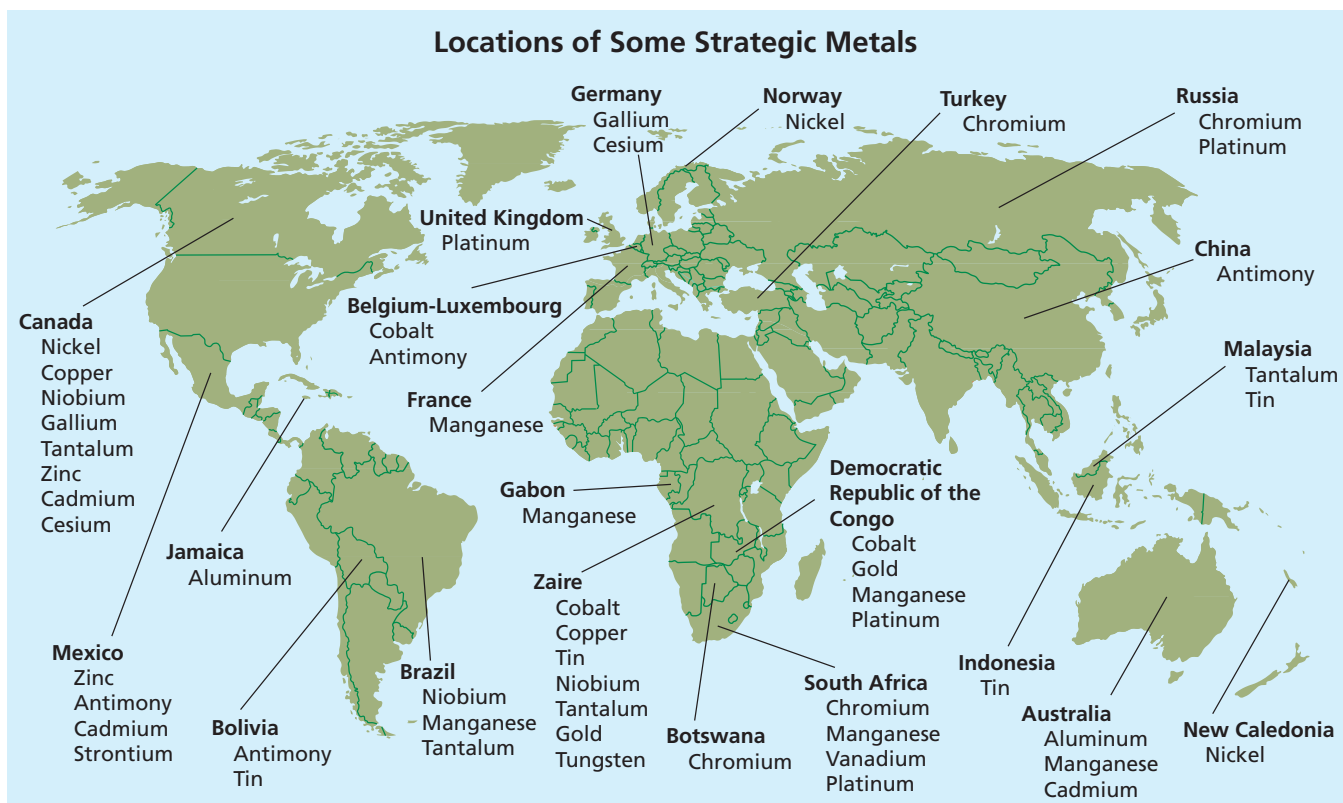 Locations of Some Strategic Metals
Germany
Gallium
Cesium
Norway
Nickel
Turkey
Chromium
Russia
Chromium
Platinum
United Kingdom
Platinum
China
Antimony
Belgium-Luxembourg
Cobalt
Antimony
Canada
Nickel
Copper
Niobium
Gallium
Tantalum
Zinc
Cadmium
Cesium
Malaysia
Tantalum
Tin
France
Manganese
Gabon
Manganese
Democratic
Republic of the
Congo
Cobalt
Gold
Manganese
Platinum
Jamaica
Aluminum
Zaire
Cobalt
Copper
Tin
Niobium
Tantalum
Gold
Tungsten
Mexico
Zinc
Antimony
Cadmium
Strontium
Bolivia
Antimony
Tin
Brazil
Niobium
Manganese
Tantalum
Botswana
Chromium
South Africa
Chromium
Manganese
Vanadium
Platinum
Indonesia
Tin
Australia
Aluminum
Manganese
Cadmium
New Caledonia
Nickel